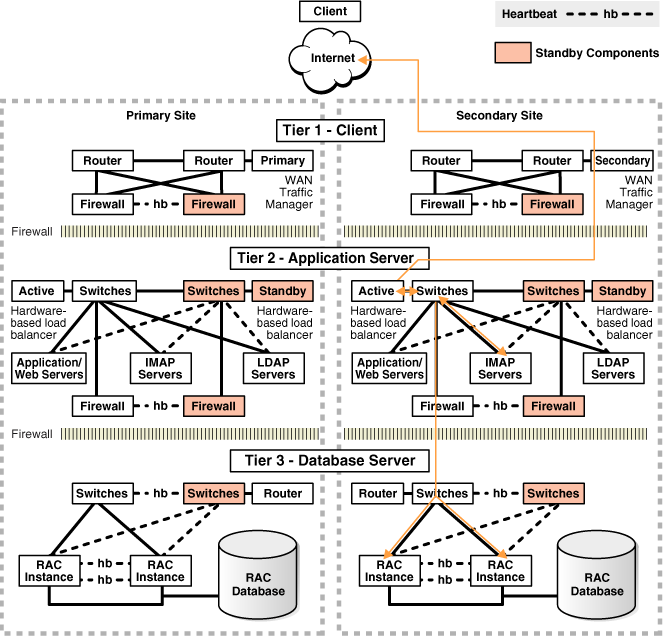 Client
Heartbeat
hb
Internet
Standby Components
Primary Site
Secondary Site
Tier 1 - Client
Router
Router
Primary
Router
Router
Secondary
WAN
Traffic
Manager
WAN
Traffic
Manager
Firewall
hb
Firewall
Firewall
hb
Firewall
Firewall
Tier 2 - Application Server
Active
Switches
Switches
Standby
Active
Switches
Switches
Standby
Hardware-
based load
balancer
Hardware-
based load
balancer
Hardware-
based load
balancer
Hardware-
based load
balancer
Application/
Web Servers
IMAP
Servers
LDAP
Servers
Application/
Web Servers
IMAP
Servers
LDAP
Servers
Firewall
hb
Firewall
Firewall
hb
Firewall
Firewall
Tier 3 - Database Server
Switches
hb
Switches
Router
Router
Switches
hb
Switches
RAC
Instance
hb
hb
RAC
Instance
RAC
Database
RAC
Instance
hb
hb
RAC
Instance
RAC
Database